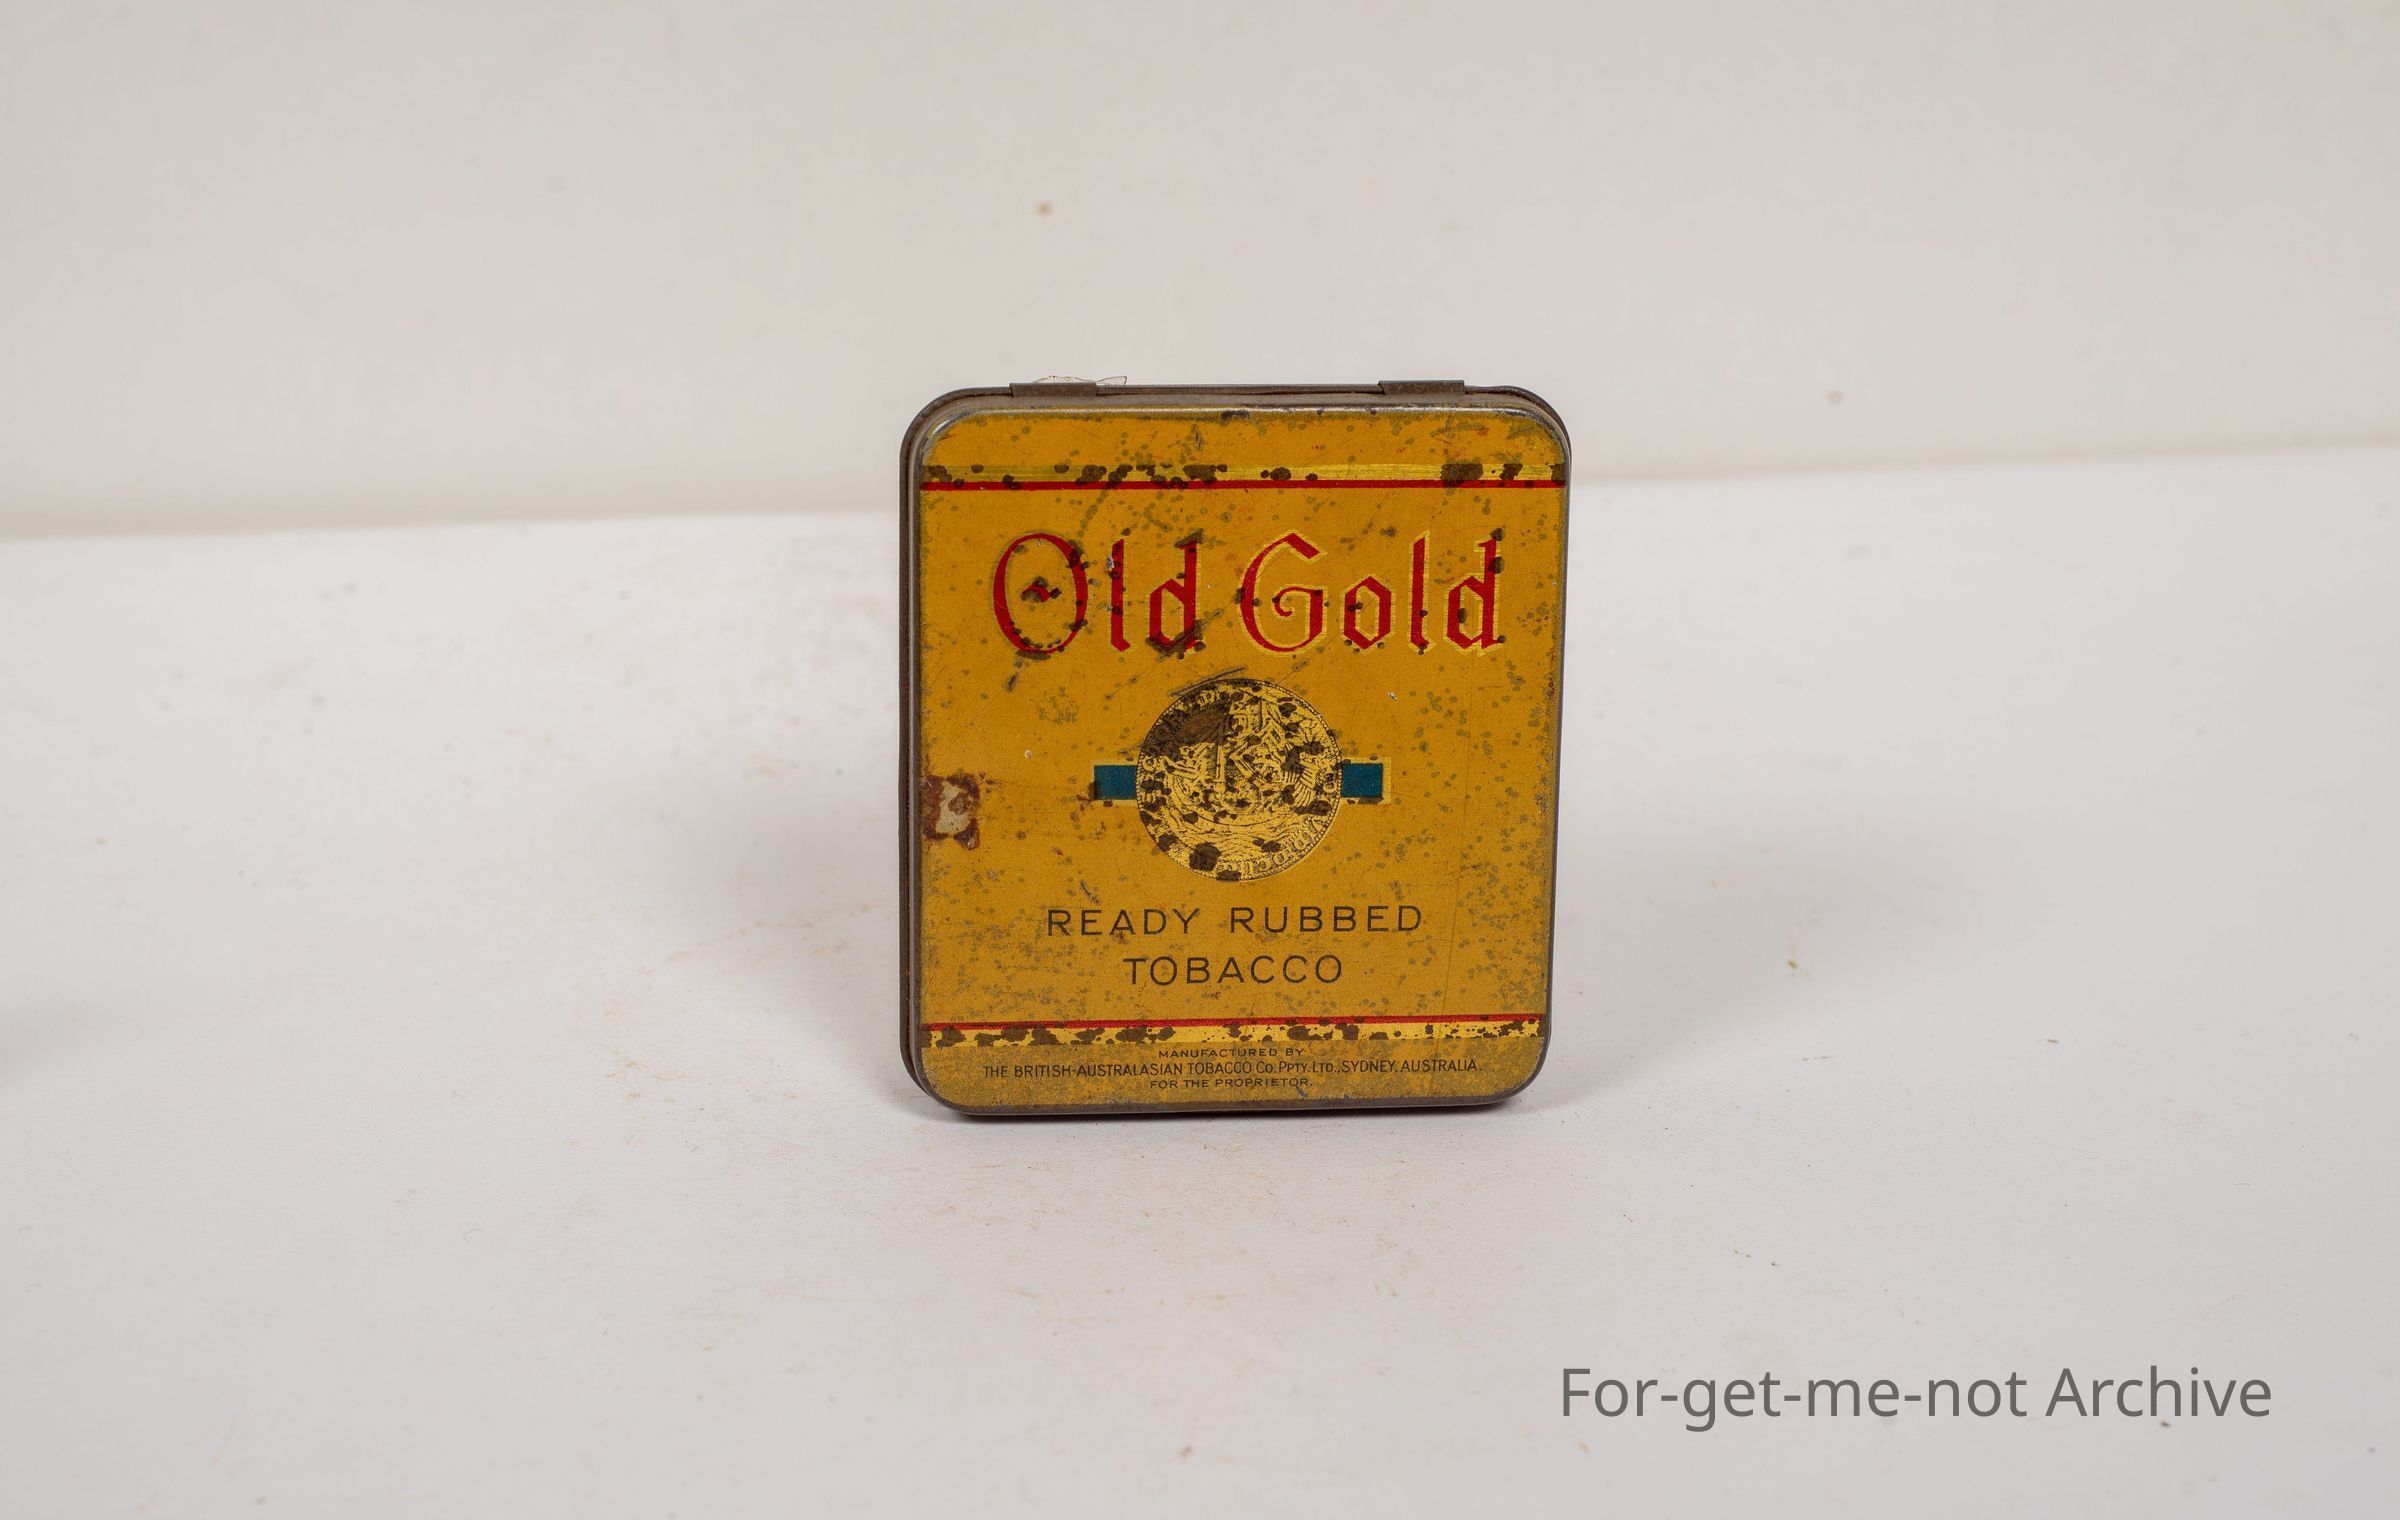 Old Gold
READY RUBBED
TOBACCO
MANUFACTURED BY
THE BRITISH-AUSTRALASIAN TOBACCO Co. PPTY. LTD., SYDNEY, AUSTRALIA.
FOR THE PROPRIETOR.
For-get-me-not Archive